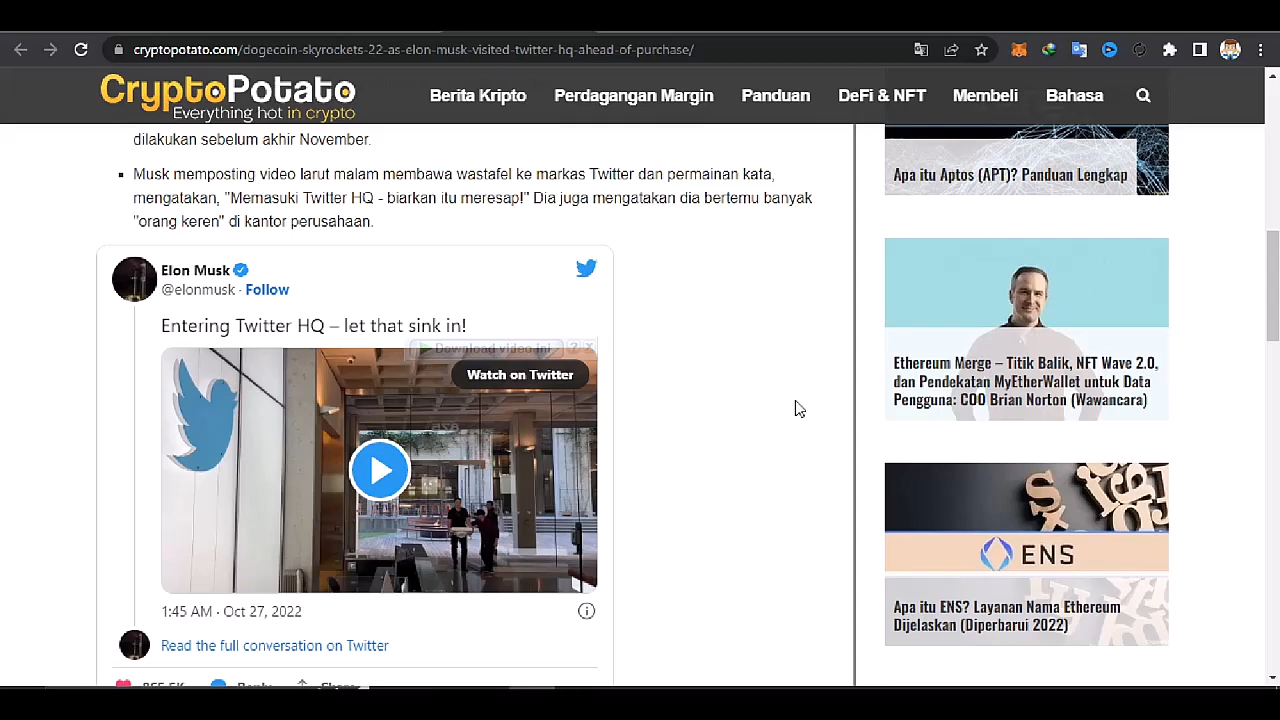 cryptopotato.com/dogecoin-skyrockets-22-as-elon-musk-visited-twitter-hq-ahead-of-purchase/
CryptoPotato
Everything hot in crypto
Berita Kripto
Perdagangan Margin
Panduan
DeFi & NFT
Membeli
Bahasa
dilakukan sebelum akhir November.
Musk memposting video larut malam membawa wastafel ke markas Twitter dan permainan kata,
mengatakan, "Memasuki Twitter HQ - biarkan itu meresap!" Dia juga mengatakan dia bertemu banyak
"orang keren" di kantor perusahaan.
Elon Musk
@elonmusk · Follow
Entering Twitter HQ – let that sink in!
Download video ini
? X
Watch on Twitter
1:45 AM · Oct 27, 2022
Read the full conversation on Twitter
Reply
Share
Apa itu Aptos (APT)? Panduan Lengkap
Ethereum Merge – Titik Balik, NFT Wave 2.0,
dan Pendekatan MyEtherWallet untuk Data
Pengguna: COO Brian Norton (Wawancara)
ENS
Apa itu ENS? Layanan Nama Ethereum
Dijelaskan (Diperbarui 2022)